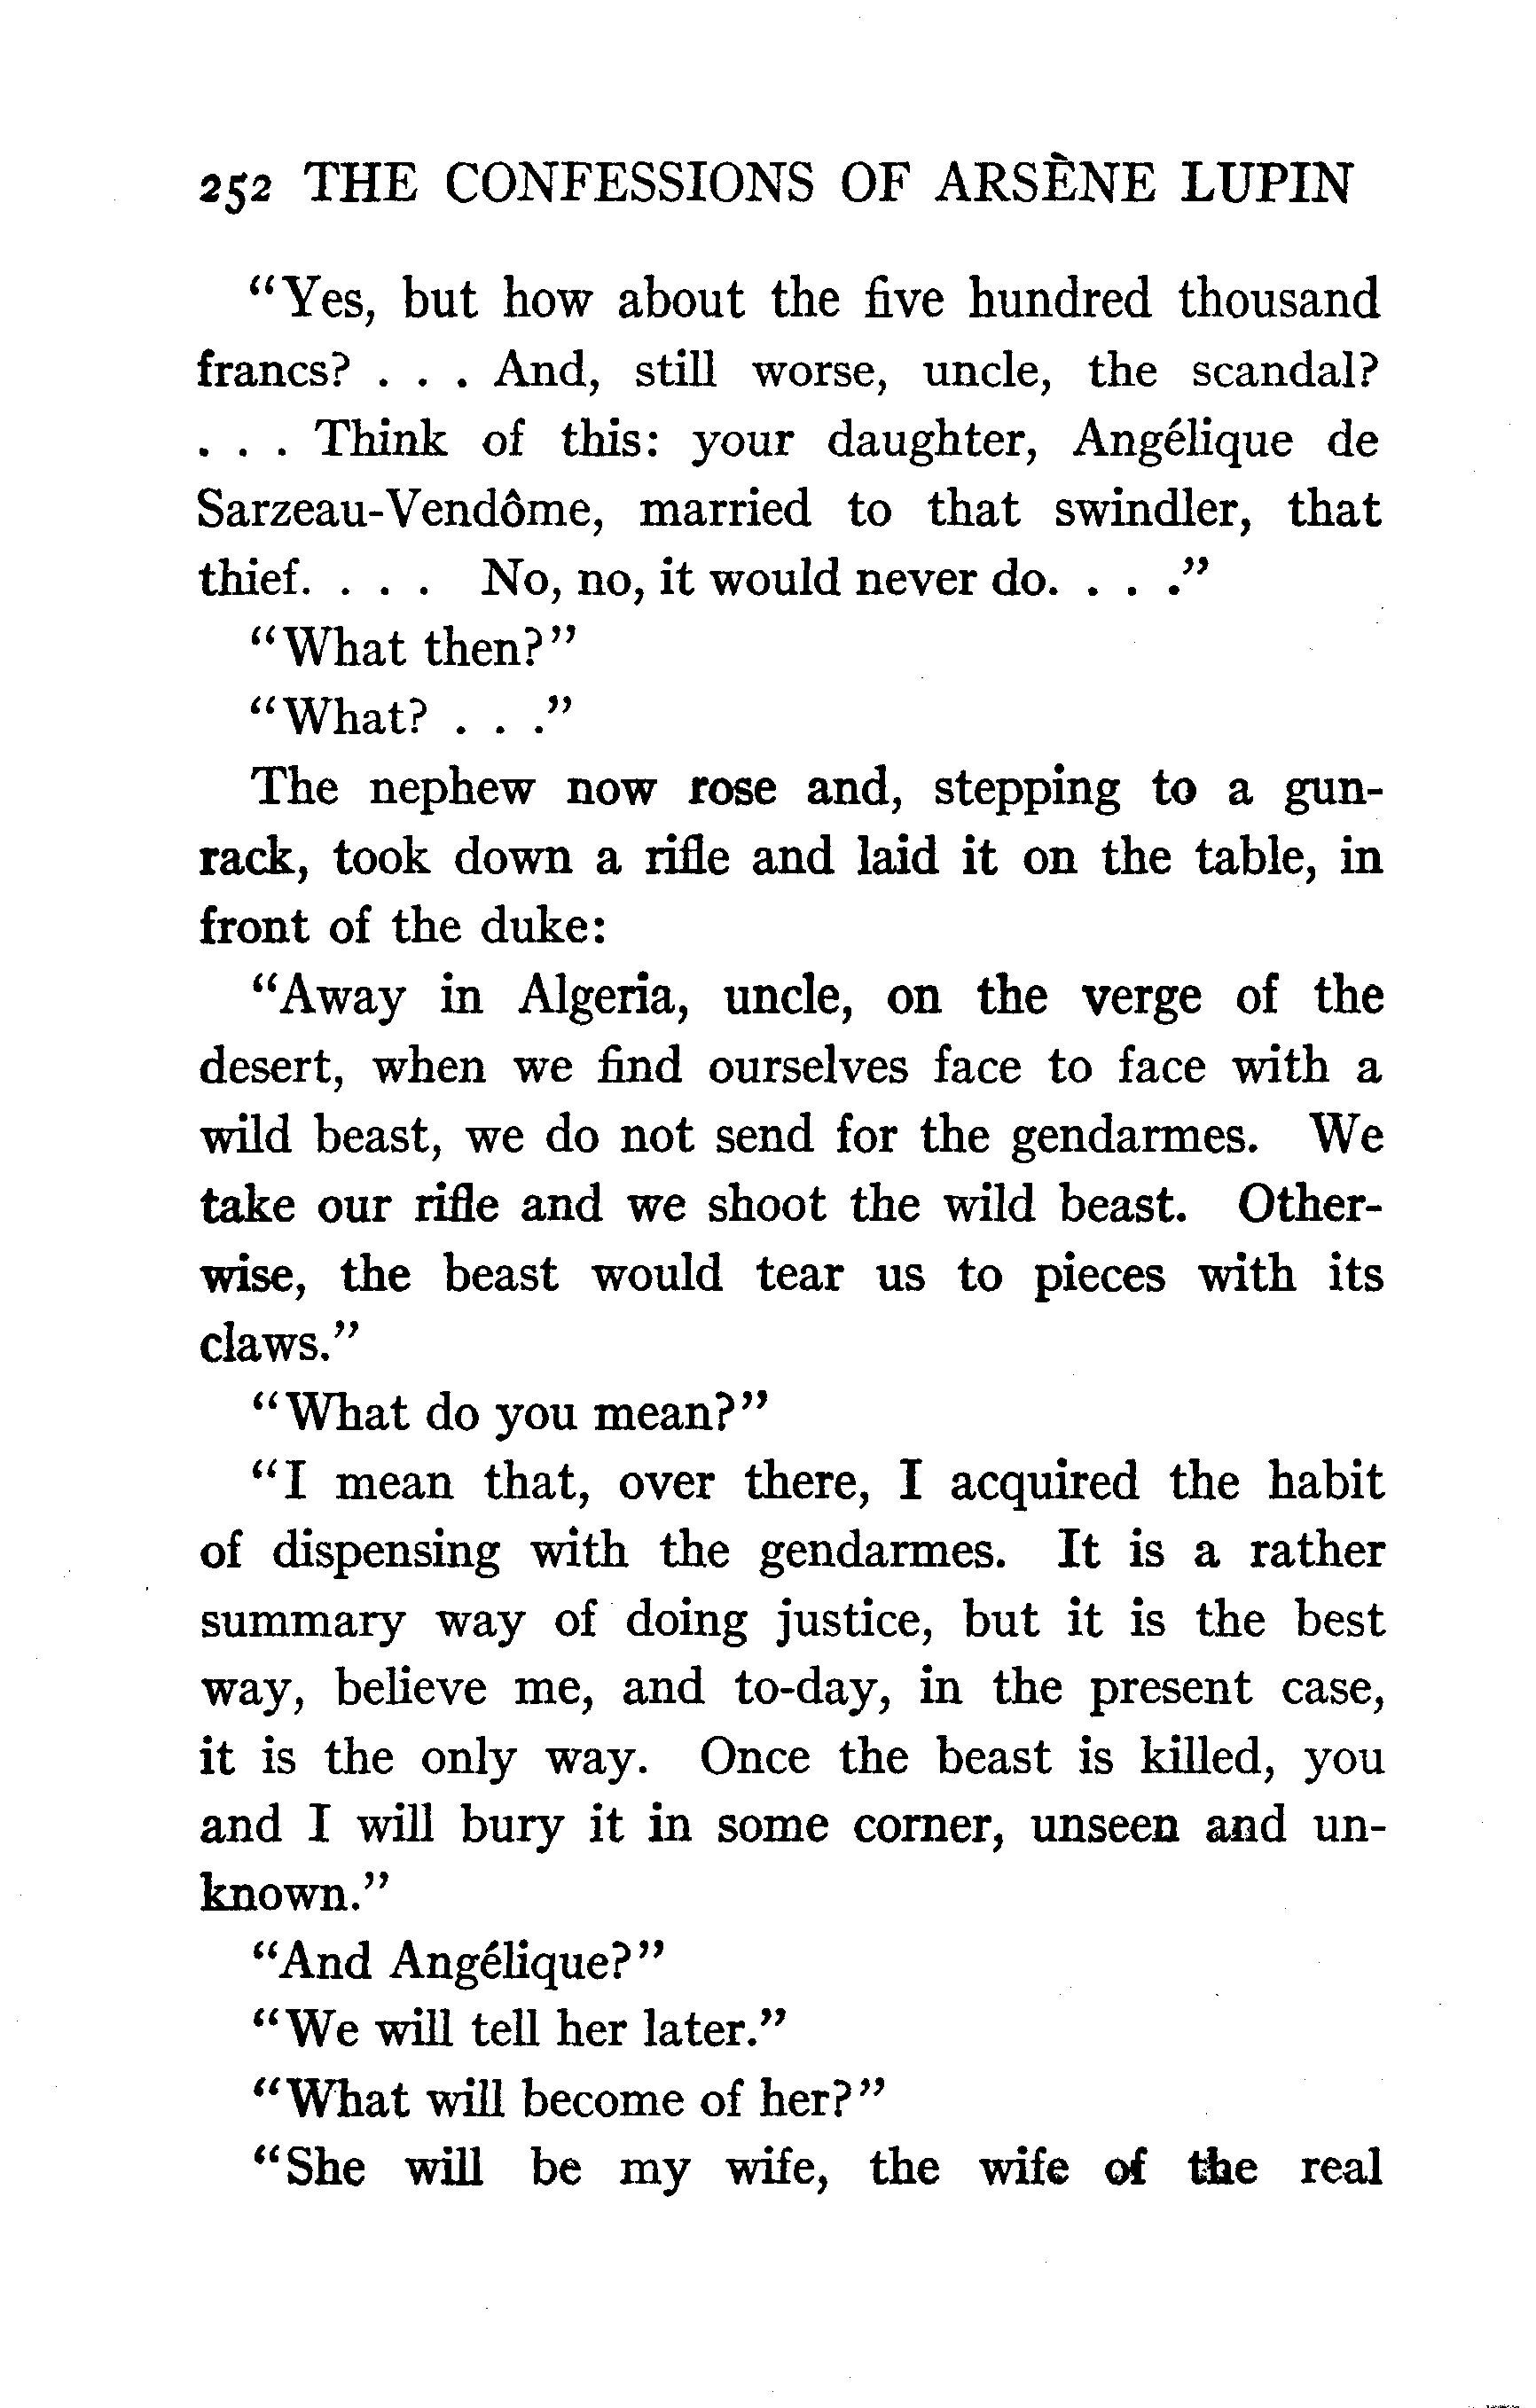 252 THE CONFESSIONS OF ARSÈNE LUPIN
“Yes, but how about the five hundred thousand
francs? . . . And, still worse, uncle, the scandal?
. . . Think of this: your daughter, Angélique de
Sarzeau-Vendôme, married to that swindler, that
thief. . . . No, no, it would never do. . . .”
“What then?”
“What? . . .”
The nephew now rose and, stepping to a gun-
rack, took down a rifle and laid it on the table, in
front of the duke:
“Away in Algeria, uncle, on the verge of the
desert, when we find ourselves face to face with a
wild beast, we do not send for the gendarmes. We
take our rifle and we shoot the wild beast. Other-
wise, the beast would tear us to pieces with its
claws.”
“What do you mean?”
“I mean that, over there, I acquired the habit
of dispensing with the gendarmes. It is a rather
summary way of doing justice, but it is the best
way, believe me, and to-day, in the present case,
it is the only way. Once the beast is killed, you
and I will bury it in some corner, unseen and un-
known.”
“And Angélique?”
“We will tell her later.”
“What will become of her?”
“She will be my wife, the wife of the real